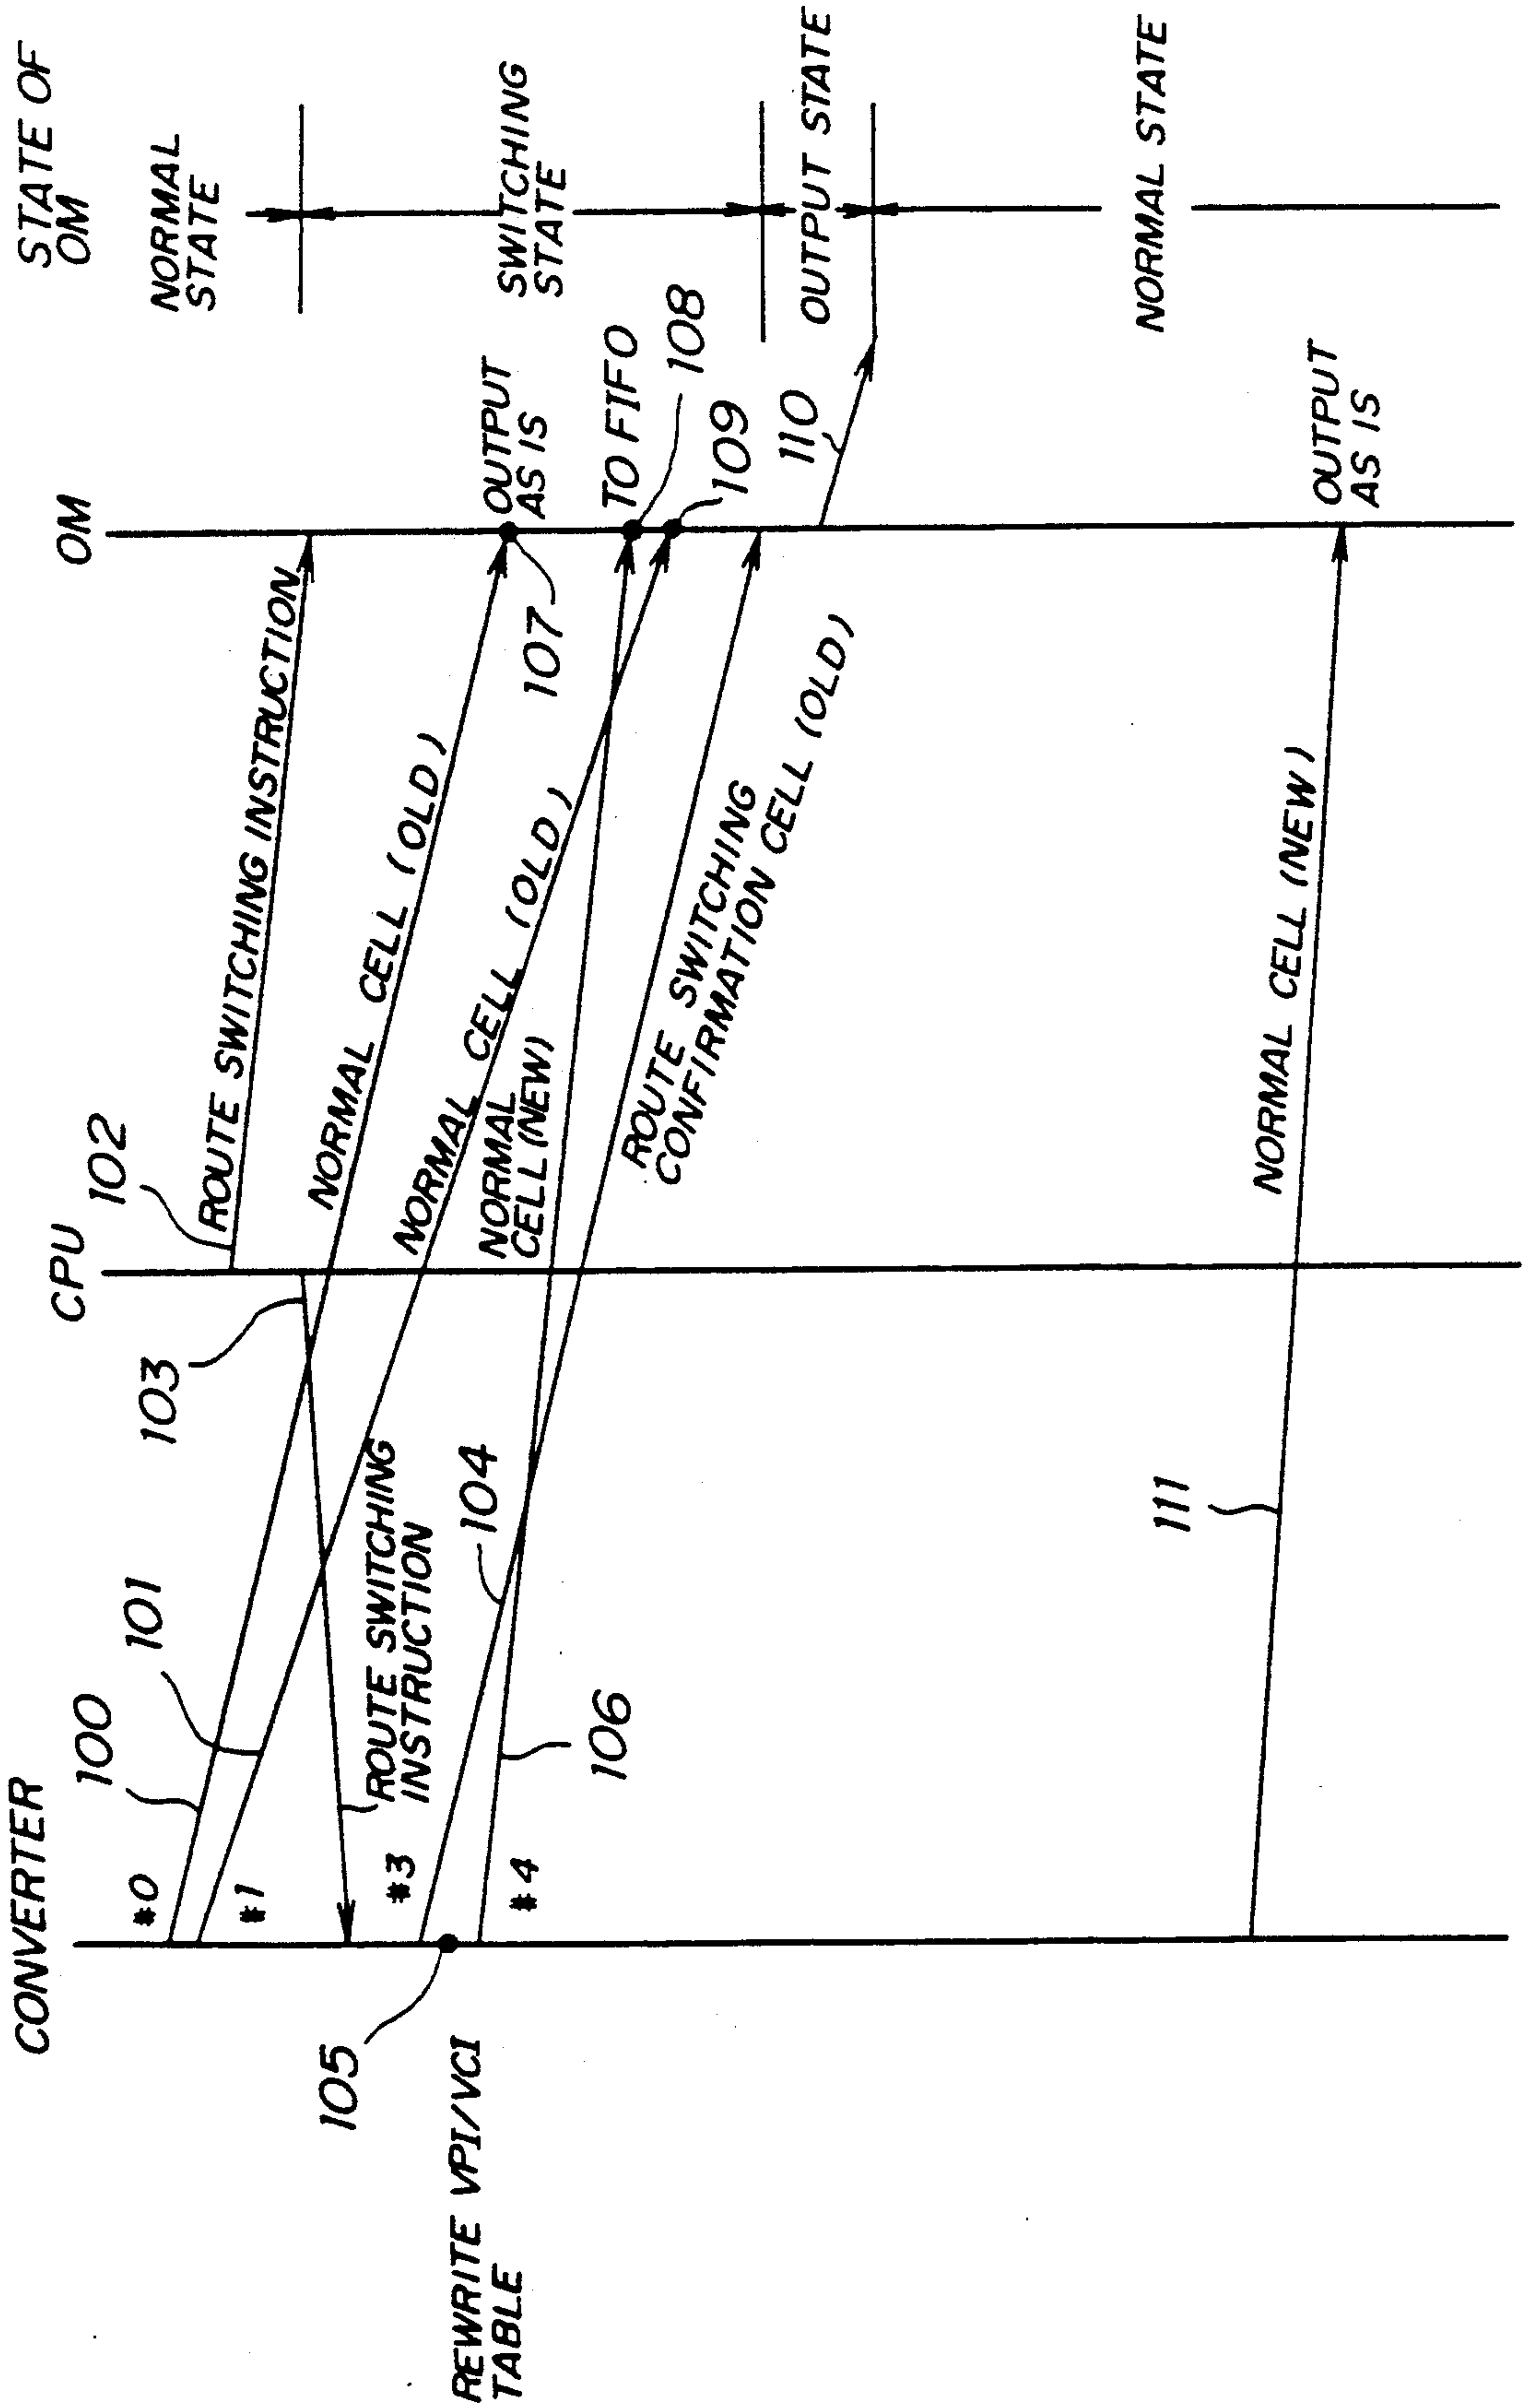 CONVERTER
CPU
OM
STATE OF
OM
#0
#1
#3
#4
100
101
102
103
104
105
106
107
108
109
110
111
ROUTE SWITCHING INSTRUCTION
NORMAL CELL (OLD)
NORMAL CELL (OLD)
NORMAL
CELL (NEW)
ROUTE SWITCHING
CONFIRMATION CELL (OLD)
ROUTE SWITCHING
INSTRUCTION
REWRITE VPI/VCI
TABLE
NORMAL CELL (NEW)
OUTPUT
AS IS
TO FIFO
OUTPUT
AS IS
NORMAL
STATE
SWITCHING
STATE
OUTPUT STATE
NORMAL STATE